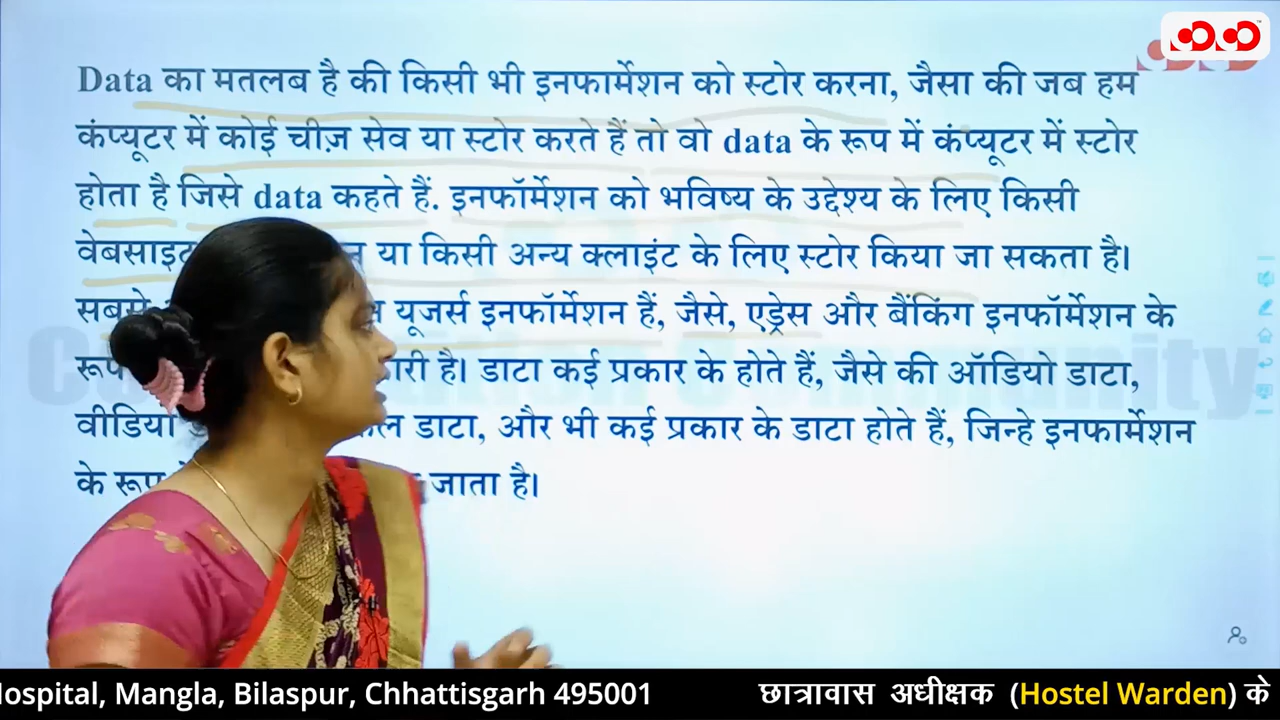 Data का मतलब है की किसी भी इनफार्मेशन को स्टोर करना, जैसा की जब हम
कंप्यूटर में कोई चीज़ सेव या स्टोर करते हैं तो वो data के रूप में कंप्यूटर में स्टोर
होता है जिसे data कहते हैं. इनफॉर्मेशन को भविष्य के उद्देश्य के लिए किसी
वेबसाइट या किसी अन्य क्लाइंट के लिए स्टोर किया जा सकता है।
सबसे यूजर्स इनफॉर्मेशन हैं, जैसे, एड्रेस और बैंकिंग इनफॉर्मेशन के
है। डाटा कई प्रकार के होते हैं, जैसे की ऑडियो डाटा,
वीडियो डाटा, और भी कई प्रकार के डाटा होते हैं, जिन्हे इनफार्मेशन
के जाता है।
Hospital, Mangla, Bilaspur, Chhattisgarh 495001 छात्रावास अधीक्षक (Hostel Warden) के